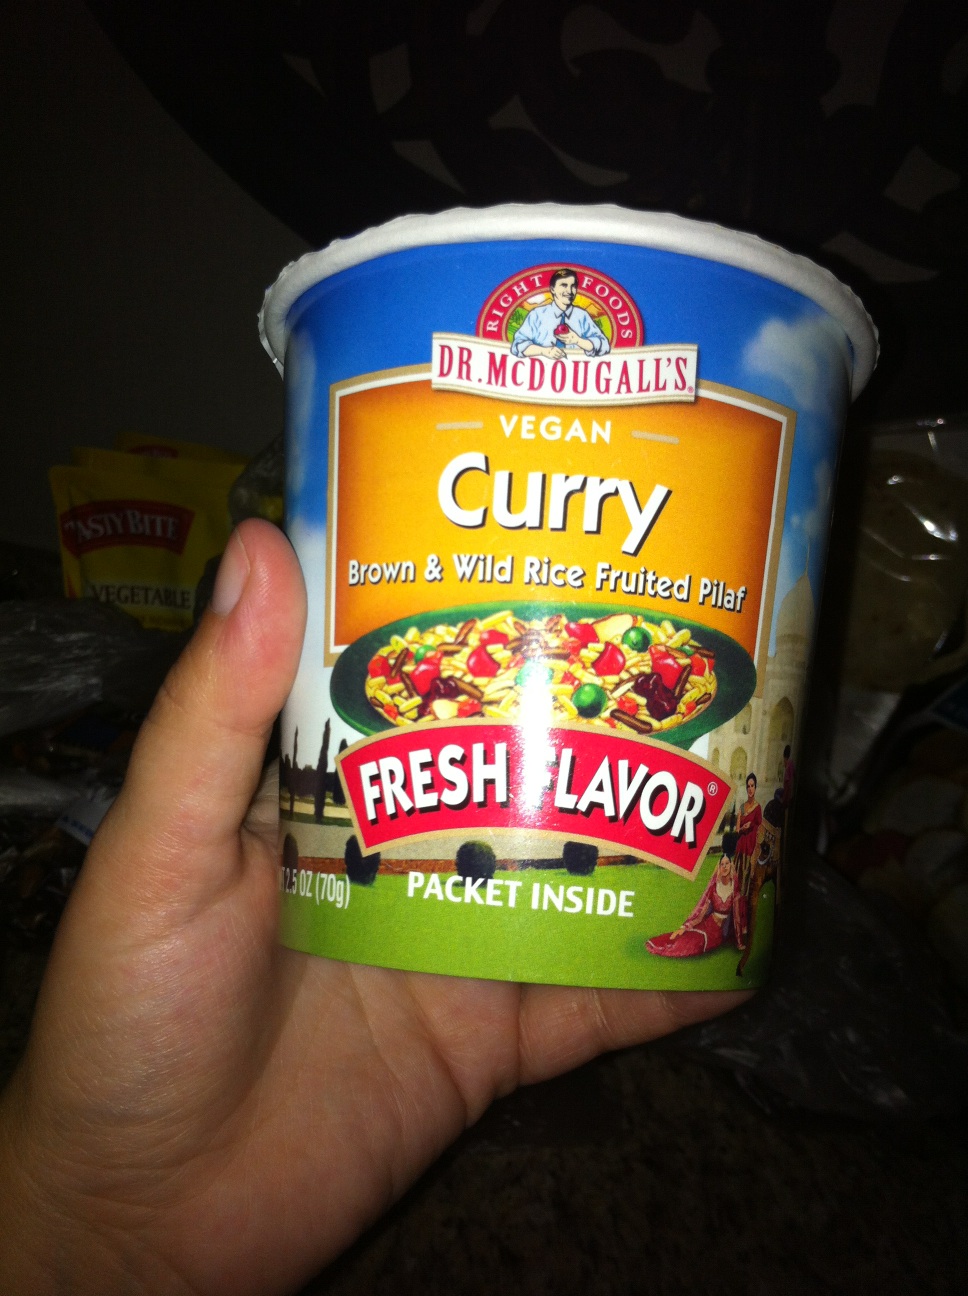 RIGHT FOODS
DR. McDOUGALL'S®
VEGAN
Curry
Brown & Wild Rice Fruited Pilaf
FRESH FLAVOR®
PACKET INSIDE
2.5 OZ (70g)
TASTY BITE
VEGETABLE